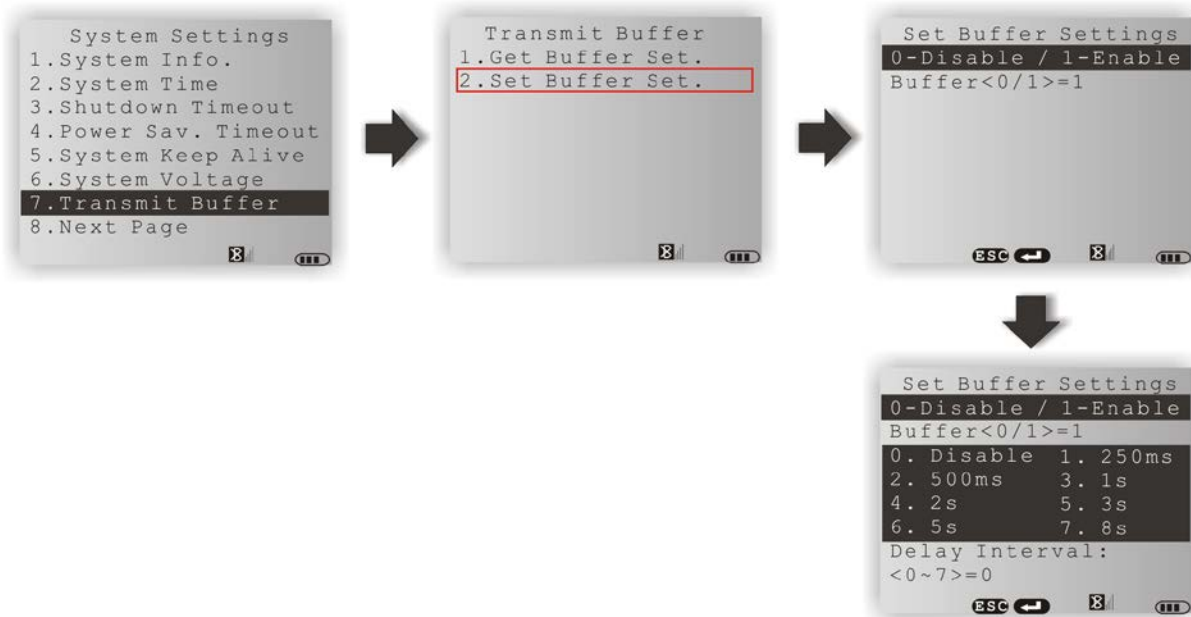 System Settings
1.System Info.
2.System Time
3.Shutdown Timeout
4.Power Sav. Timeout
5.System Keep Alive
6.System Voltage
7.Transmit Buffer
8.Next Page
Transmit Buffer
1.Get Buffer Set.
2.Set Buffer Set.
Set Buffer Settings
0-Disable / 1-Enable
Buffer<0/1>=1
ESC
Set Buffer Settings
0-Disable / 1-Enable
Buffer<0/1>=1
0. Disable 1. 250ms
2. 500ms 3. 1s
4. 2s 5. 3s
6. 5s 7. 8s
Delay Interval:
<0~7>=0
ESC